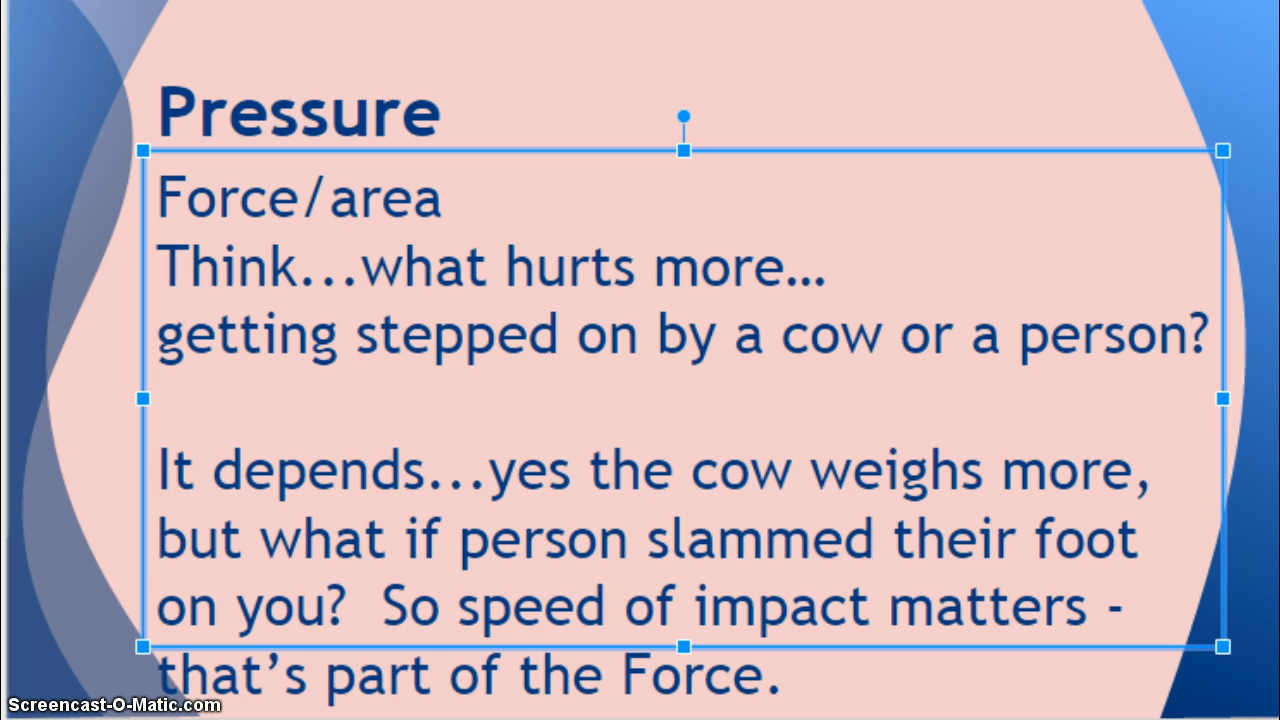 Pressure
Force/area
Think...what hurts more...
getting stepped on by a cow or a person?
It depends...yes the cow weighs more,
but what if person slammed their foot
on you?  So speed of impact matters -
that’s part of the Force.
Screencast-O-Matic.com